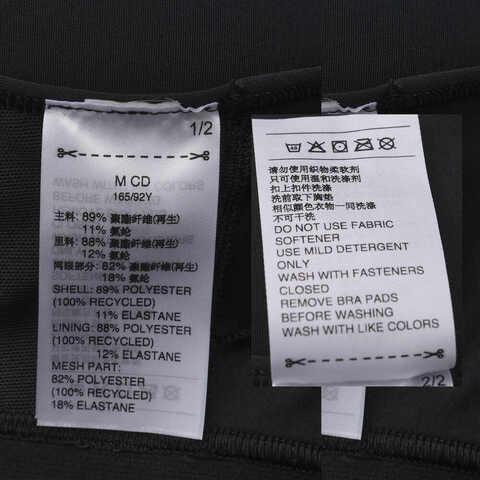 1/2
M CD
165/92Y
主料: 89% 聚酯纤维(再生)
11% 氨纶
里料: 88% 聚酯纤维(再生)
12% 氨纶
网眼部分: 82% 聚酯纤维(再生)
18% 氨纶
SHELL: 89% POLYESTER
(100% RECYCLED)
11% ELASTANE
LINING: 88% POLYESTER
(100% RECYCLED)
12% ELASTANE
MESH PART:
82% POLYESTER
(100% RECYCLED)
18% ELASTANE
请勿使用织物柔软剂
只可使用温和洗涤剂
扣上扣件洗涤
洗前取下胸垫
相似颜色衣物一同洗涤
不可干洗
DO NOT USE FABRIC
SOFTENER
USE MILD DETERGENT
ONLY
WASH WITH FASTENERS
CLOSED
REMOVE BRA PADS
BEFORE WASHING
WASH WITH LIKE COLORS
2/2